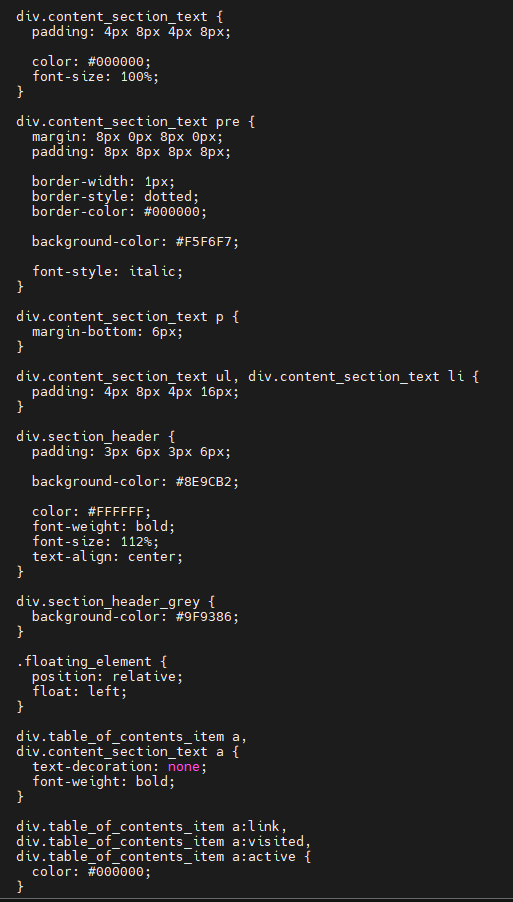 div.content_section_text {
  padding: 4px 8px 4px 8px;

  color: #000000;
  font-size: 100%;
}

div.content_section_text pre {
  margin: 8px 0px 8px 0px;
  padding: 8px 8px 8px 8px;

  border-width: 1px;
  border-style: dotted;
  border-color: #000000;

  background-color: #F5F6F7;

  font-style: italic;
}

div.content_section_text p {
  margin-bottom: 6px;
}

div.content_section_text ul, div.content_section_text li {
  padding: 4px 8px 4px 16px;
}

div.section_header {
  padding: 3px 6px 3px 6px;

  background-color: #8E9CB2;

  color: #FFFFFF;
  font-weight: bold;
  font-size: 112%;
  text-align: center;
}

div.section_header_grey {
  background-color: #9F9386;
}

.floating_element {
  position: relative;
  float: left;
}

div.table_of_contents_item a,
div.content_section_text a {
  text-decoration: none;
  font-weight: bold;
}

div.table_of_contents_item a:link,
div.table_of_contents_item a:visited,
div.table_of_contents_item a:active {
  color: #000000;
}